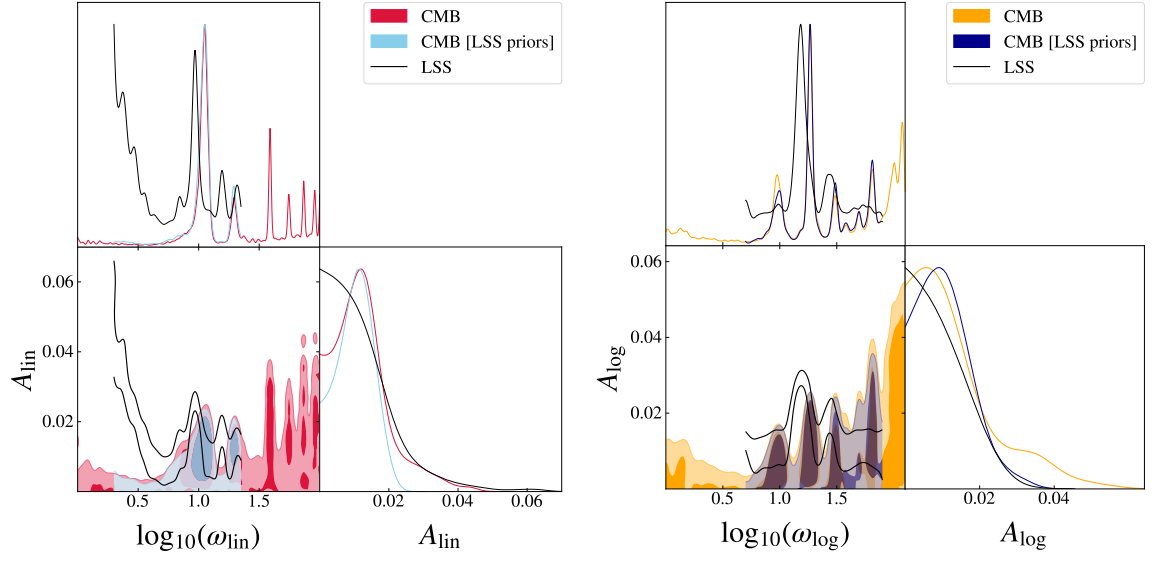 CMB
CMB [LSS priors]
LSS
CMB
CMB [LSS priors]
LSS
0.06
0.04
0.02
A_lin
0.5
1.0
1.5
log₁₀(ω_lin)
0.02
0.04
0.06
A_lin
0.06
0.04
0.02
A_log
0.5
1.0
1.5
log₁₀(ω_log)
0.02
0.04
A_log